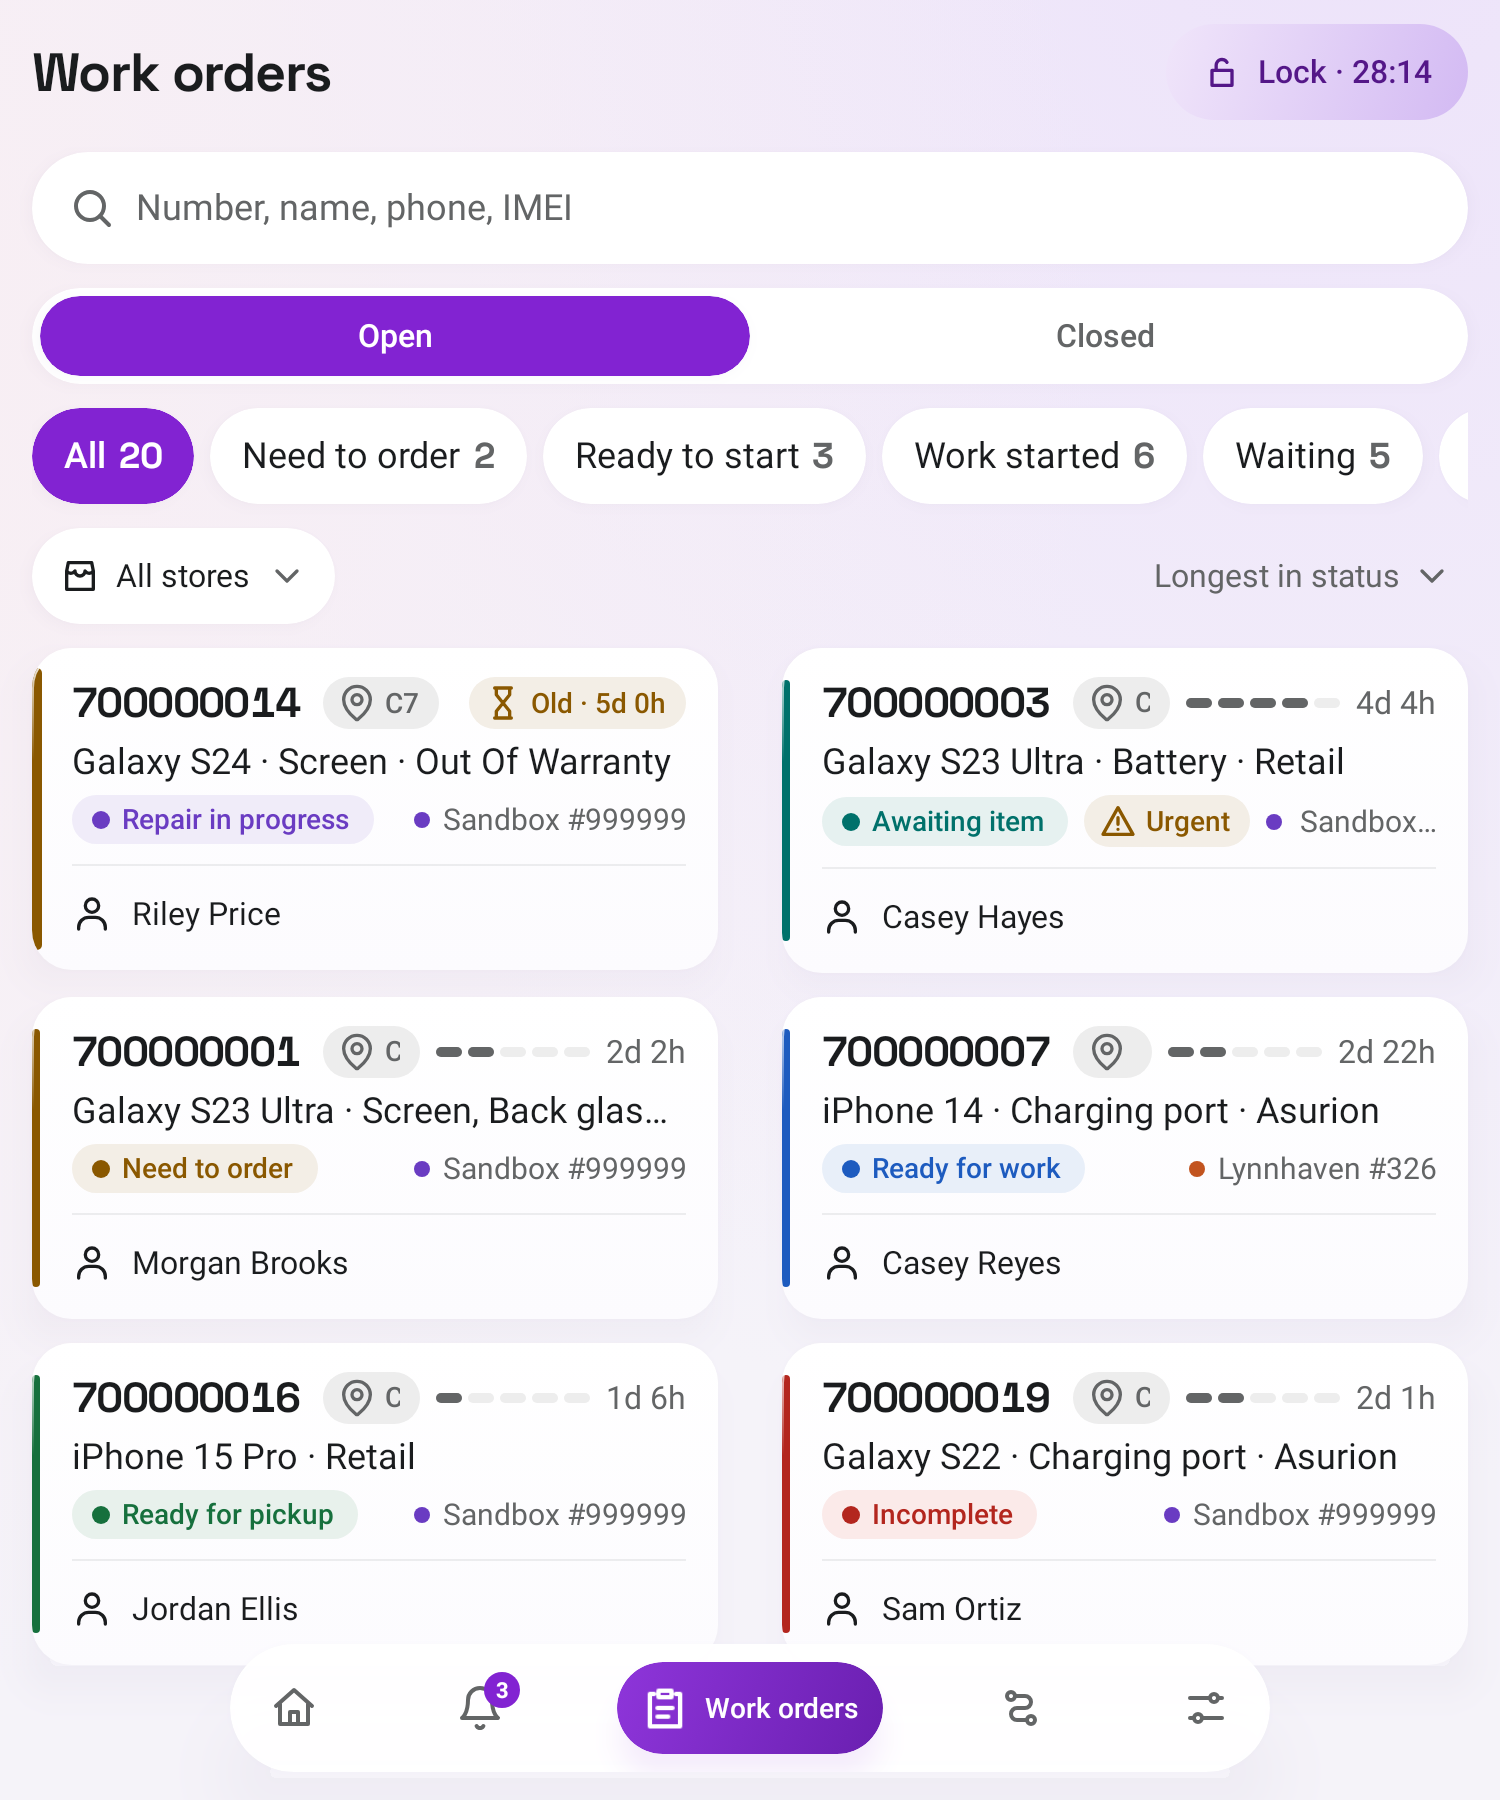 Work orders
Lock · 28:14
Number, name, phone, IMEI
Open
Closed
All 20
Need to order 2
Ready to start 3
Work started 6
Waiting 5
All stores
Longest in status
700000014
C7
Old · 5d 0h
Galaxy S24 · Screen · Out Of Warranty
Repair in progress
Sandbox #999999
Riley Price
700000003
C
4d 4h
Galaxy S23 Ultra · Battery · Retail
Awaiting item
Urgent
Sandbox…
Casey Hayes
700000001
C
2d 2h
Galaxy S23 Ultra · Screen, Back glas…
Need to order
Sandbox #999999
Morgan Brooks
700000007
2d 22h
iPhone 14 · Charging port · Asurion
Ready for work
Lynnhaven #326
Casey Reyes
700000016
C
1d 6h
iPhone 15 Pro · Retail
Ready for pickup
Sandbox #999999
Jordan Ellis
700000019
C
2d 1h
Galaxy S22 · Charging port · Asurion
Incomplete
Sandbox #999999
Sam Ortiz
3
Work orders